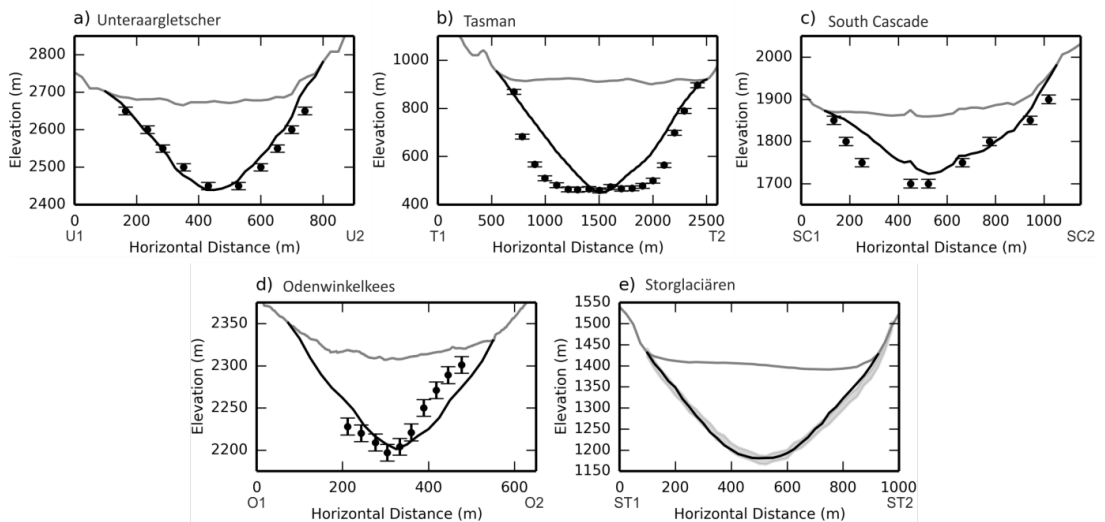 a) Unteraargletscher
b) Tasman
c) South Cascade
Elevation (m)
2800
2700
2600
2500
2400
0 200 400 600 800
U1 Horizontal Distance (m) U2
Elevation (m)
1000
800
600
400
0 500 1000 1500 2000 2500
T1 Horizontal Distance (m) T2
Elevation (m)
2000
1900
1800
1700
0 200 400 600 800 1000
SC1 Horizontal Distance (m) SC2
d) Odenwinkelkees
e) Storglaciären
Elevation (m)
2350
2300
2250
2200
0 200 400 600
O1 Horizontal Distance (m) O2
Elevation (m)
1550
1500
1450
1400
1350
1300
1250
1200
1150
0 200 400 600 800 1000
ST1 Horizontal Distance (m) ST2